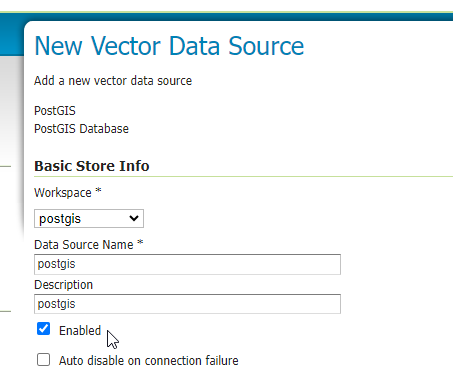 New Vector Data Source
Add a new vector data source
PostGIS
PostGIS Database
Basic Store Info
Workspace *
postgis
Data Source Name *
postgis
Description
postgis
Enabled
Auto disable on connection failure